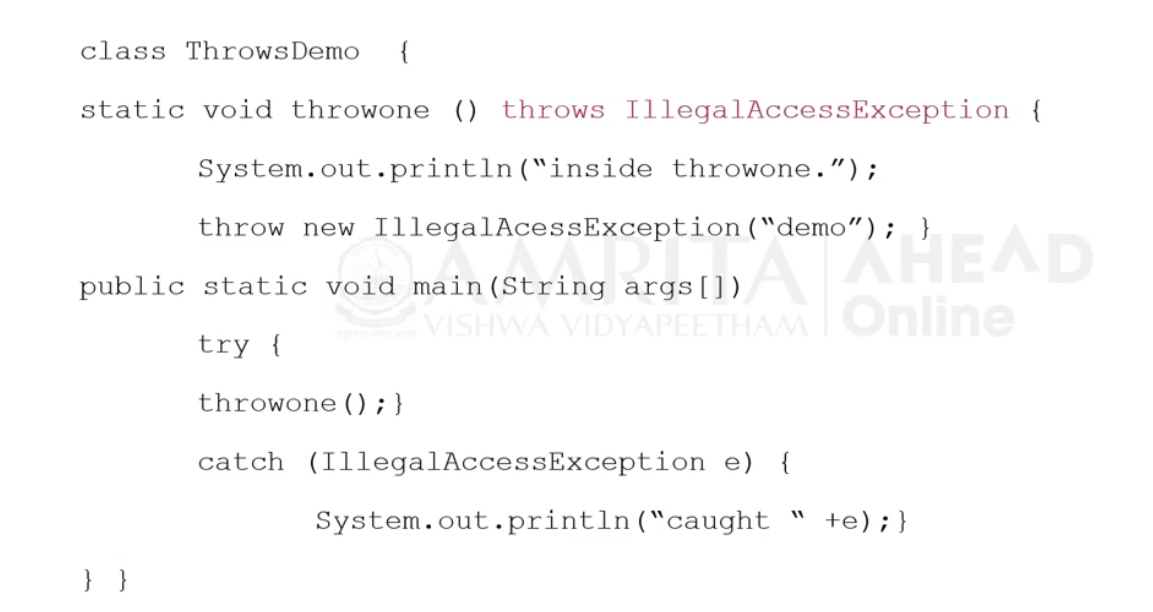 class ThrowsDemo {
static void throwone () throws IllegalAccessException {
System.out.println(“inside throwone.”);
throw new IllegalAcessException(“demo”); }
AMRITA AHEAD
VISHWA VIDYAPEETHAM Online
public static void main(String args[])
try {
throwone();}
catch (IllegalAccessException e) {
System.out.println(“caught “ +e);}
} }